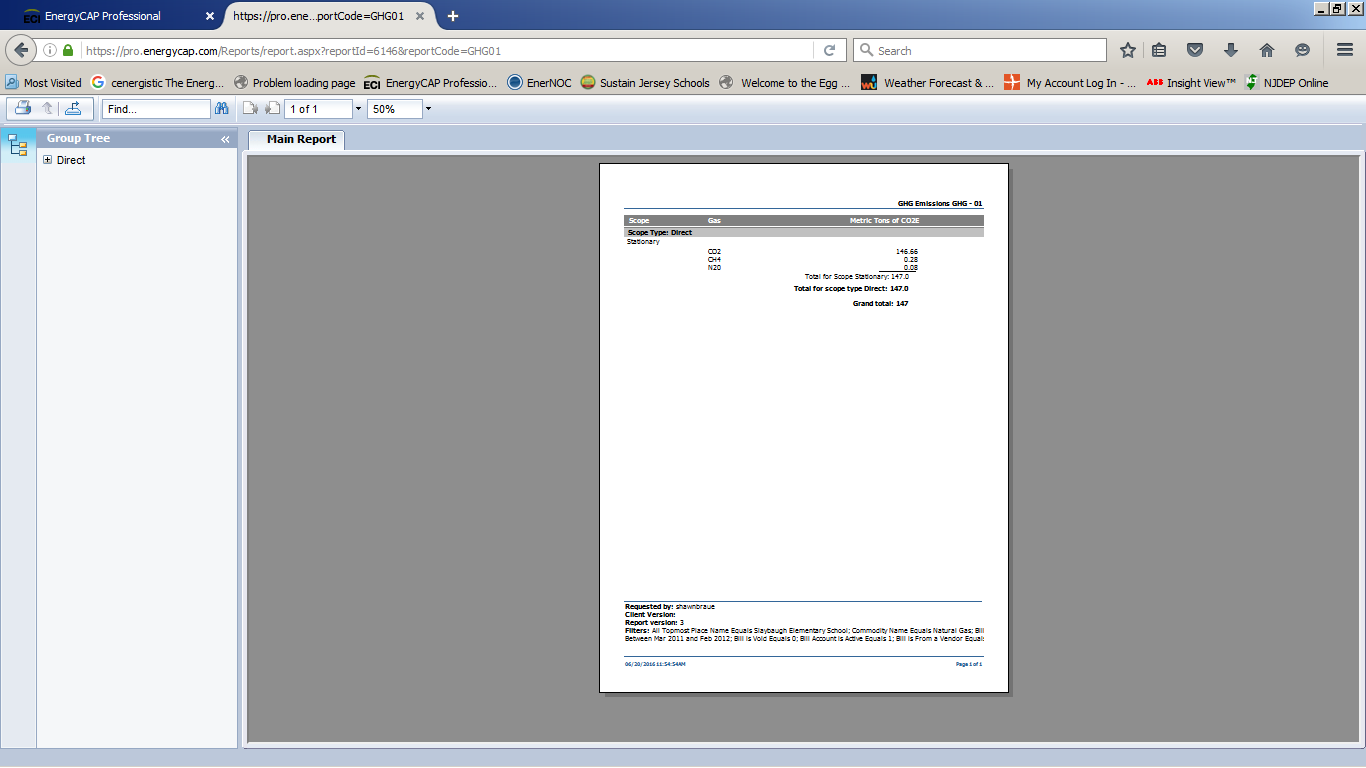 ECI EnergyCAP Professional
https://pro.ene...portCode=GHG01
https://pro.energycap.com/Reports/report.aspx?reportId=6146&reportCode=GHG01
Search
Most Visited
cenergistic The Energ...
Problem loading page
ECI EnergyCAP Professio...
EnerNOC
Sustain Jersey Schools
Welcome to the Egg ...
Weather Forecast & ...
My Account Log In - ...
ABB Insight View™
NJDEP Online
Find...
1 of 1
50%
Group Tree
«
Direct
Main Report
GHG Emissions GHG - 01
Scope Gas Metric Tons of CO2E
Scope Type: Direct
Stationary
CO2 146.66
CH4 0.28
N20 0.08
Total for Scope Stationary: 147.0
Total for scope type Direct: 147.0
Grand total: 147
Requested by: shawnbraue
Client Version:
Report version: 3
Filters: All Topmost Place Name Equals Slaybaugh Elementary School; Commodity Name Equals Natural Gas; Bill
Between Mar 2011 and Feb 2012; Bill is Void Equals 0; Bill Account is Active Equals 1; Bill Is From a Vendor Equals
06/20/2016 11:54:54AM
Page 1 of 1